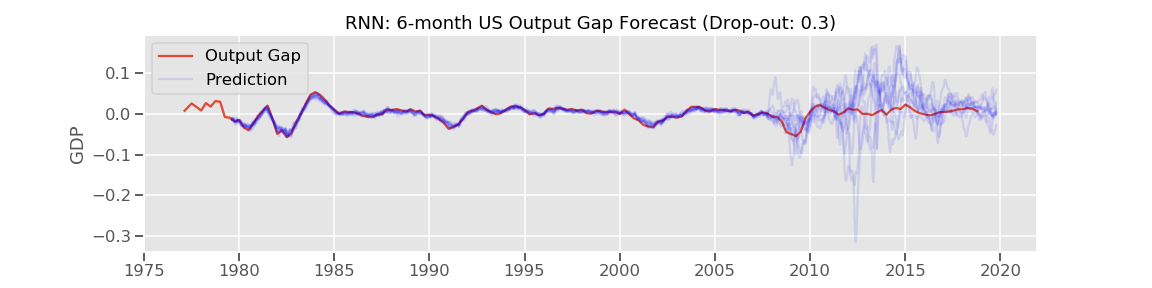 RNN: 6-month US Output Gap Forecast (Drop-out: 0.3)
Output Gap
Prediction
GDP
0.1
0.0
−0.1
−0.2
−0.3
1975 1980 1985 1990 1995 2000 2005 2010 2015 2020